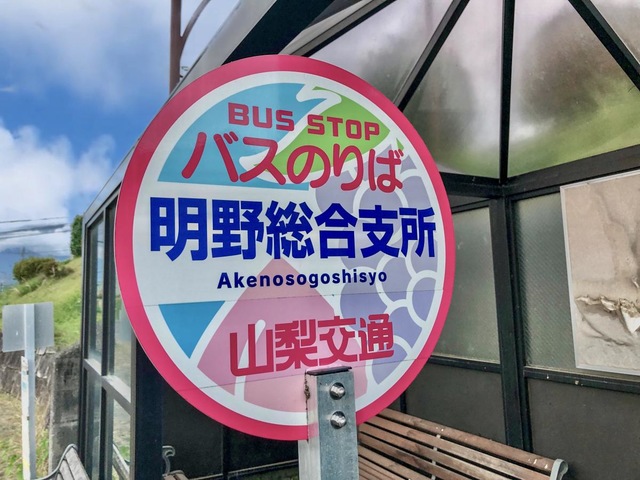 BUS STOP
バスのりば
明野総合支所
Akenosogoshisyo
山梨交通